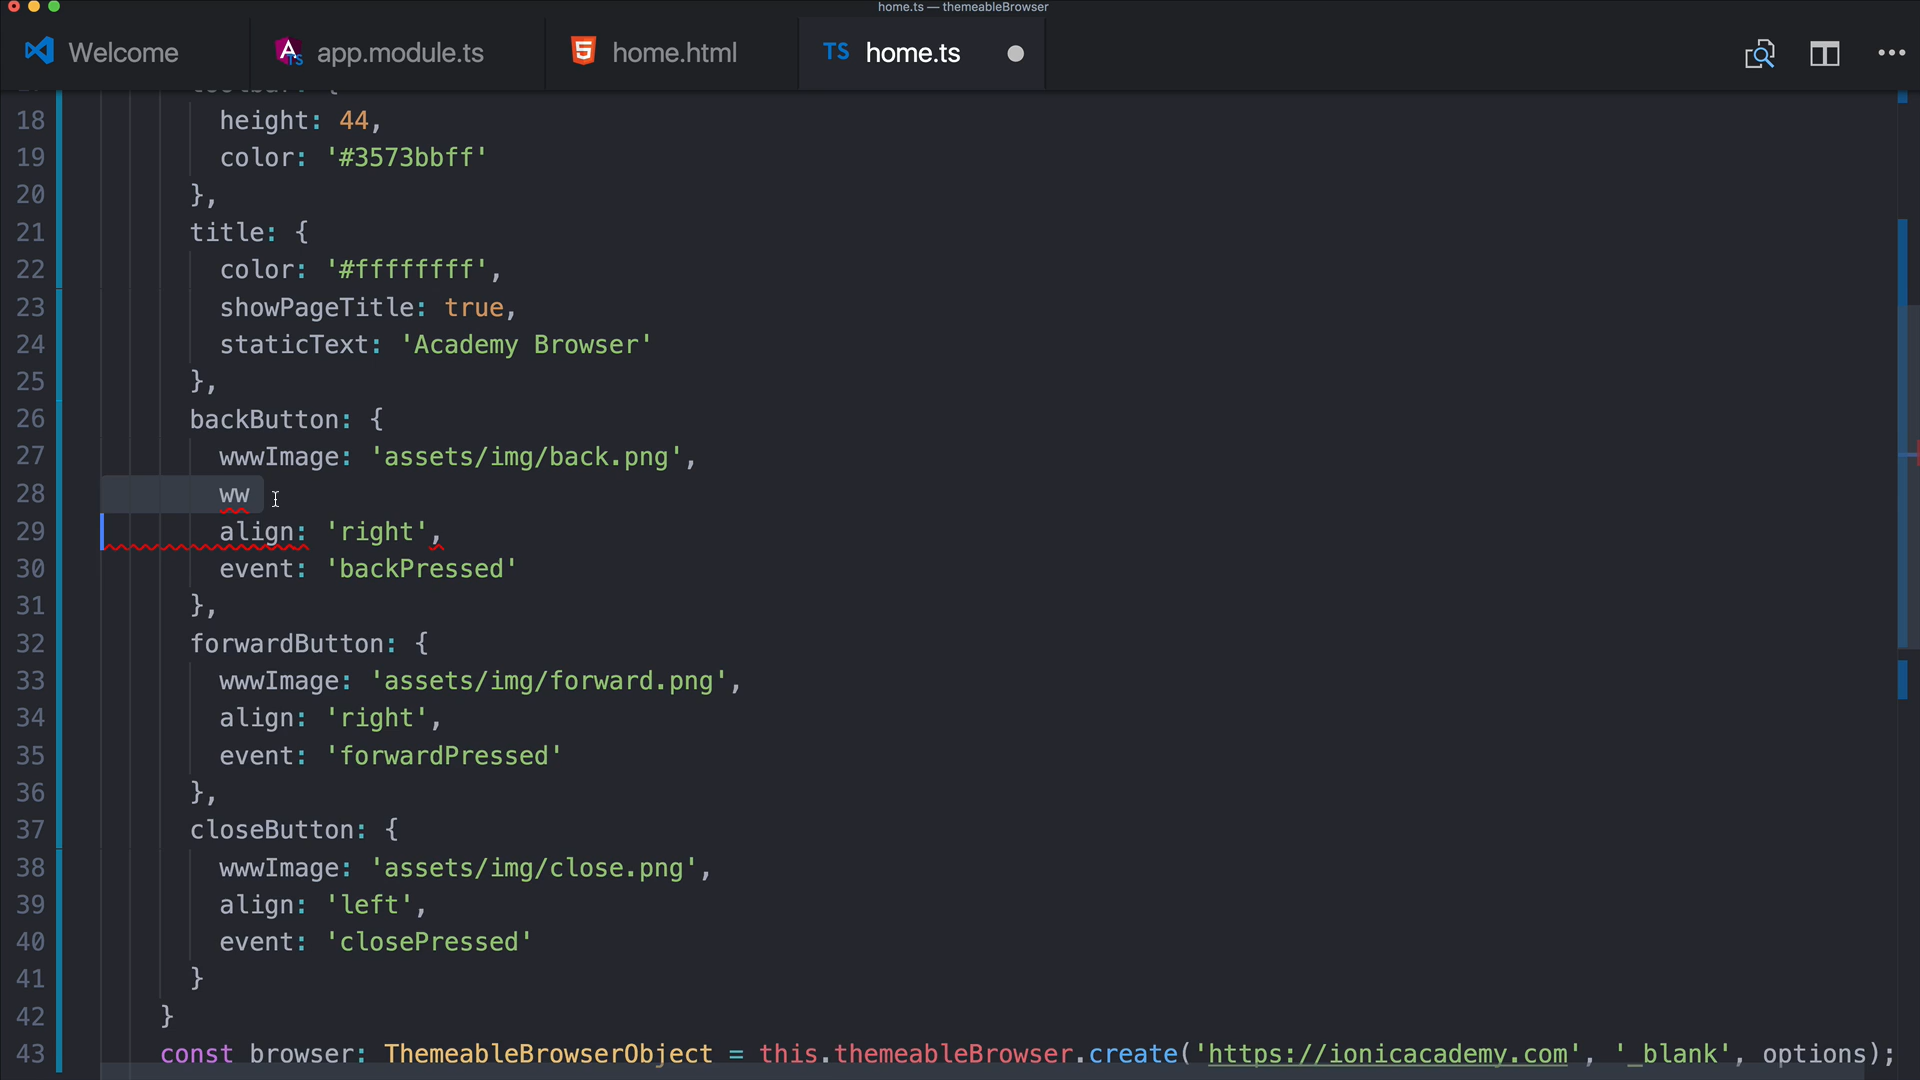 home.ts — themeableBrowser
Welcome
app.module.ts
home.html
TS home.ts
18 height: 44,
19 color: '#3573bbff'
20 },
21 title: {
22 color: '#ffffffff',
23 showPageTitle: true,
24 staticText: 'Academy Browser'
25 },
26 backButton: {
27 wwwImage: 'assets/img/back.png',
28 ww
29 align: 'right',
30 event: 'backPressed'
31 },
32 forwardButton: {
33 wwwImage: 'assets/img/forward.png',
34 align: 'right',
35 event: 'forwardPressed'
36 },
37 closeButton: {
38 wwwImage: 'assets/img/close.png',
39 align: 'left',
40 event: 'closePressed'
41 }
42 }
43 const browser: ThemeableBrowserObject = this.themeableBrowser.create('https://ionicacademy.com', '_blank', options);